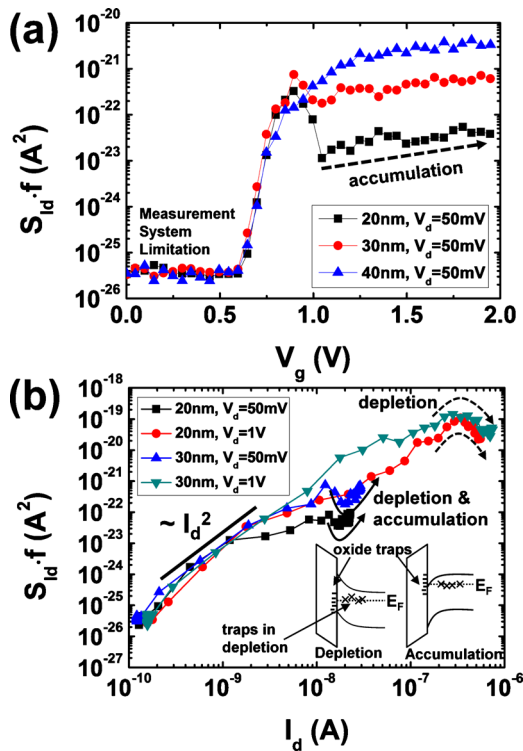 (a)
10⁻²⁰
10⁻²¹
10⁻²²
10⁻²³
10⁻²⁴
10⁻²⁵
10⁻²⁶
S_Id·f (A²)
Measurement
System
Limitation
accumulation
20nm, V_d=50mV
30nm, V_d=50mV
40nm, V_d=50mV
0.0 0.5 1.0 1.5 2.0
V_g (V)
(b)
10⁻¹⁸
10⁻¹⁹
10⁻²⁰
10⁻²¹
10⁻²²
10⁻²³
10⁻²⁴
10⁻²⁵
10⁻²⁶
10⁻²⁷
S_Id·f (A²)
20nm, V_d=50mV
20nm, V_d=1V
30nm, V_d=50mV
30nm, V_d=1V
depletion
~ I_d²
depletion &
accumulation
oxide traps
E_F
E_F
traps in
depletion
Depletion
Accumulation
10⁻¹⁰ 10⁻⁹ 10⁻⁸ 10⁻⁷ 10⁻⁶
I_d (A)